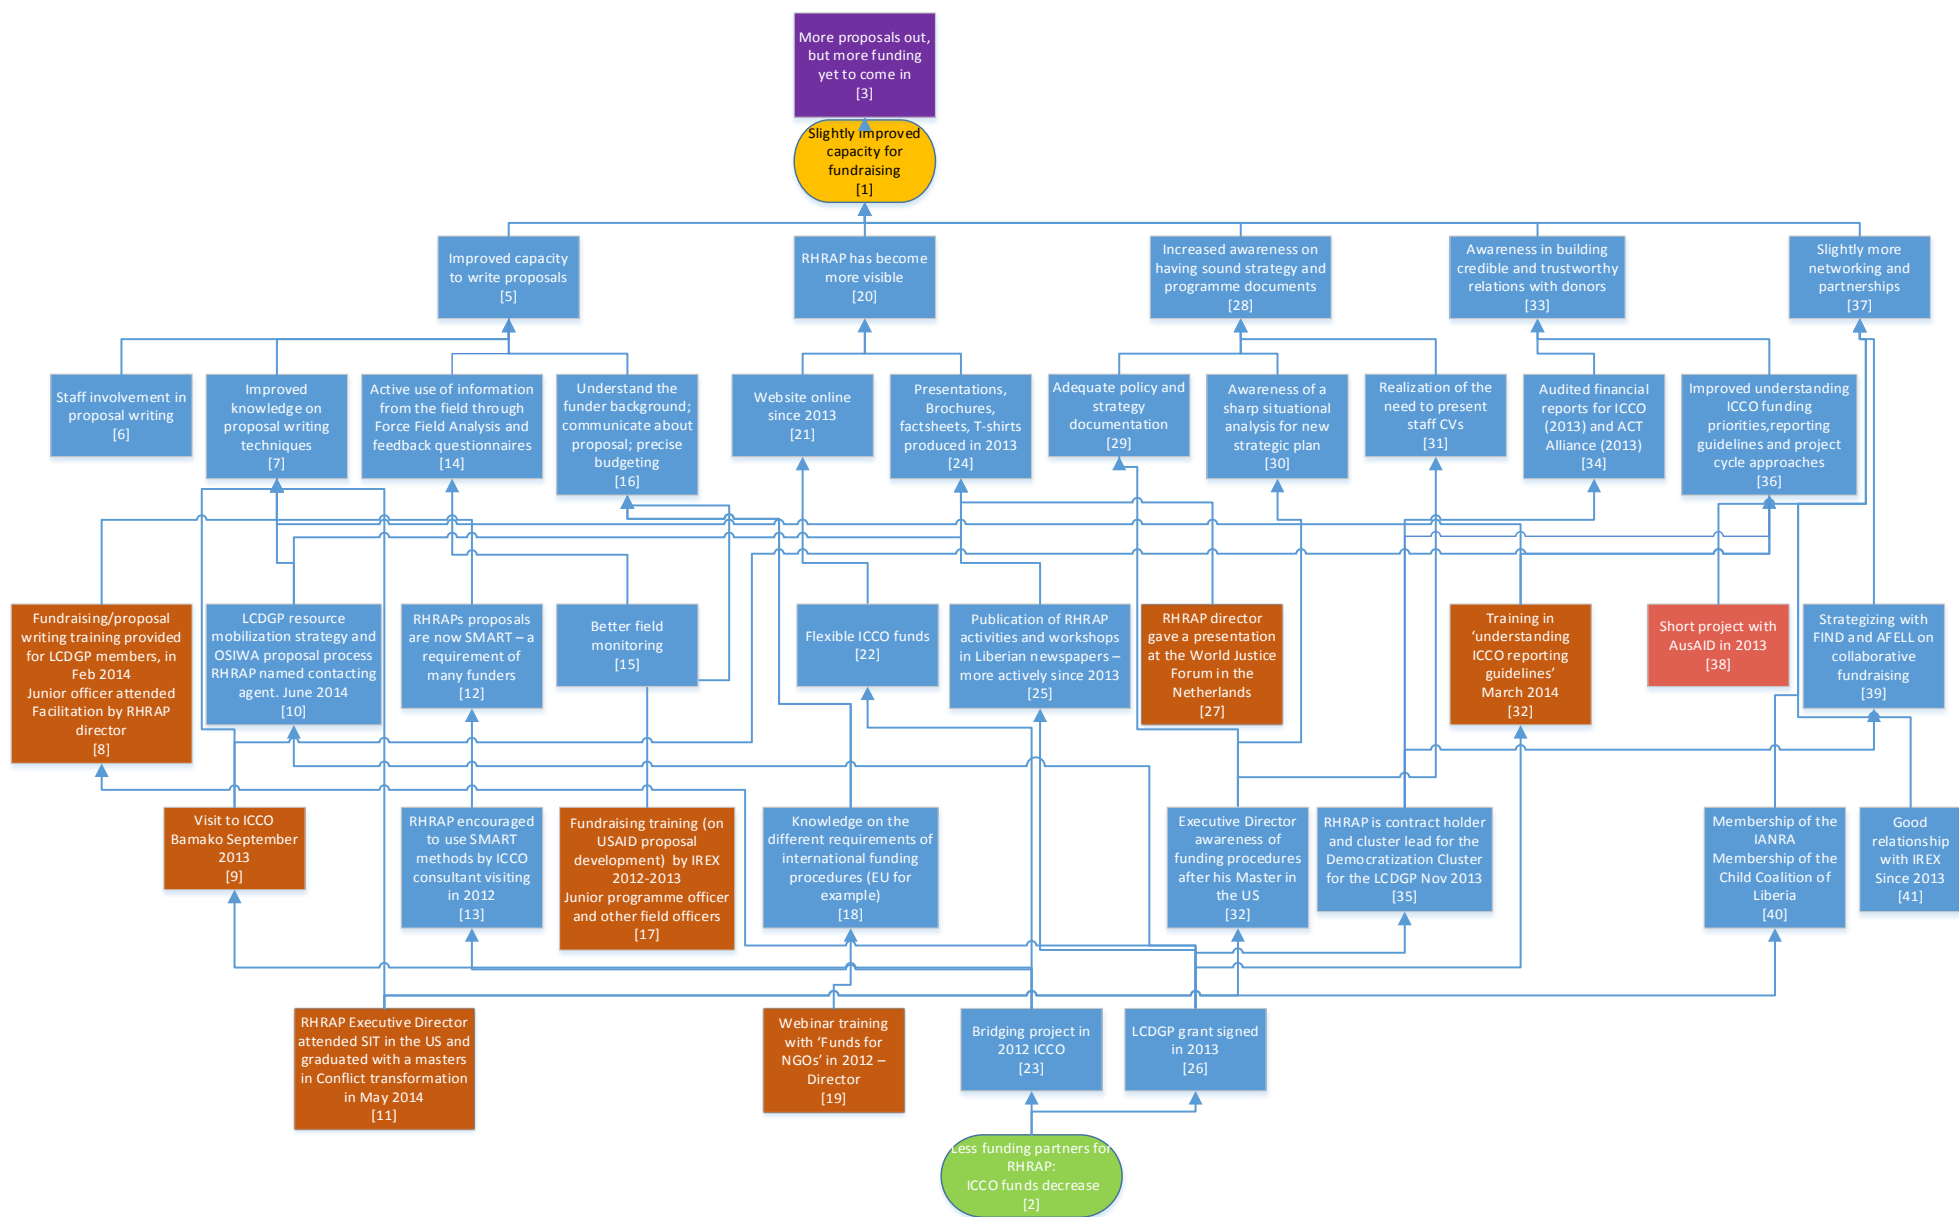 More proposals out,
but more funding
yet to come in
[3]
Slightly improved
capacity for
fundraising
[1]
Improved capacity
to write proposals
[5]
RHRAP has become
more visible
[20]
Increased awareness on
having sound strategy and
programme documents
[28]
Awareness in building
credible and trustworthy
relations with donors
[33]
Slightly more
networking and
partnerships
[37]
Staff involvement in
proposal writing
[6]
Improved
knowledge on
proposal writing
techniques
[7]
Active use of information
from the field through
Force Field Analysis and
feedback questionnaires
[14]
Understand the
funder background;
communicate about
proposal; precise
budgeting
[16]
Website online
since 2013
[21]
Presentations,
Brochures,
factsheets, T-shirts
produced in 2013
[24]
Adequate policy and
strategy
documentation
[29]
Awareness of a
sharp situational
analysis for new
strategic plan
[30]
Realization of the
need to present
staff CVs
[31]
Audited financial
reports for ICCO
(2013) and ACT
Alliance (2013)
[34]
Improved understanding
ICCO funding
priorities,reporting
guidelines and project
cycle approaches
[36]
Fundraising/proposal
writing training provided
for LCDGP members, in
Feb 2014
Junior officer attended
Facilitation by RHRAP
director
[8]
LCDGP resource
mobilization strategy and
OSIWA proposal process
RHRAP named contacting
agent. June 2014
[10]
RHRAPs proposals
are now SMART – a
requirement of
many funders
[12]
Better field
monitoring
[15]
Flexible ICCO funds
[22]
Publication of RHRAP
activities and workshops
in Liberian newspapers –
more actively since 2013
[25]
RHRAP director
gave a presentation
at the World Justice
Forum in the
Netherlands
[27]
Training in
‘understanding
ICCO reporting
guidelines’
March 2014
[32]
Short project with
AusAID in 2013
[38]
Strategizing with
FIND and AFELL on
collaborative
fundraising
[39]
Visit to ICCO
Bamako September
2013
[9]
RHRAP encouraged
to use SMART
methods by ICCO
consultant visiting
in 2012
[13]
Fundraising training (on
USAID proposal
development) by IREX
2012-2013
Junior programme officer
and other field officers
[17]
Knowledge on the
different requirements of
international funding
procedures (EU for
example)
[18]
Executive Director
awareness of
funding procedures
after his Master in
the US
[32]
RHRAP is contract holder
and cluster lead for the
Democratization Cluster
for the LCDGP Nov 2013
[35]
Membership of the
IANRA
Membership of the
Child Coalition of
Liberia
[40]
Good
relationship
with IREX
Since 2013
[41]
RHRAP Executive Director
attended SIT in the US and
graduated with a masters
in Conflict transformation
in May 2014
[11]
Webinar training
with ‘Funds for
NGOs’ in 2012 –
Director
[19]
Bridging project in
2012 ICCO
[23]
LCDGP grant signed
in 2013
[26]
Less funding partners for
RHRAP:
ICCO funds decrease
[2]